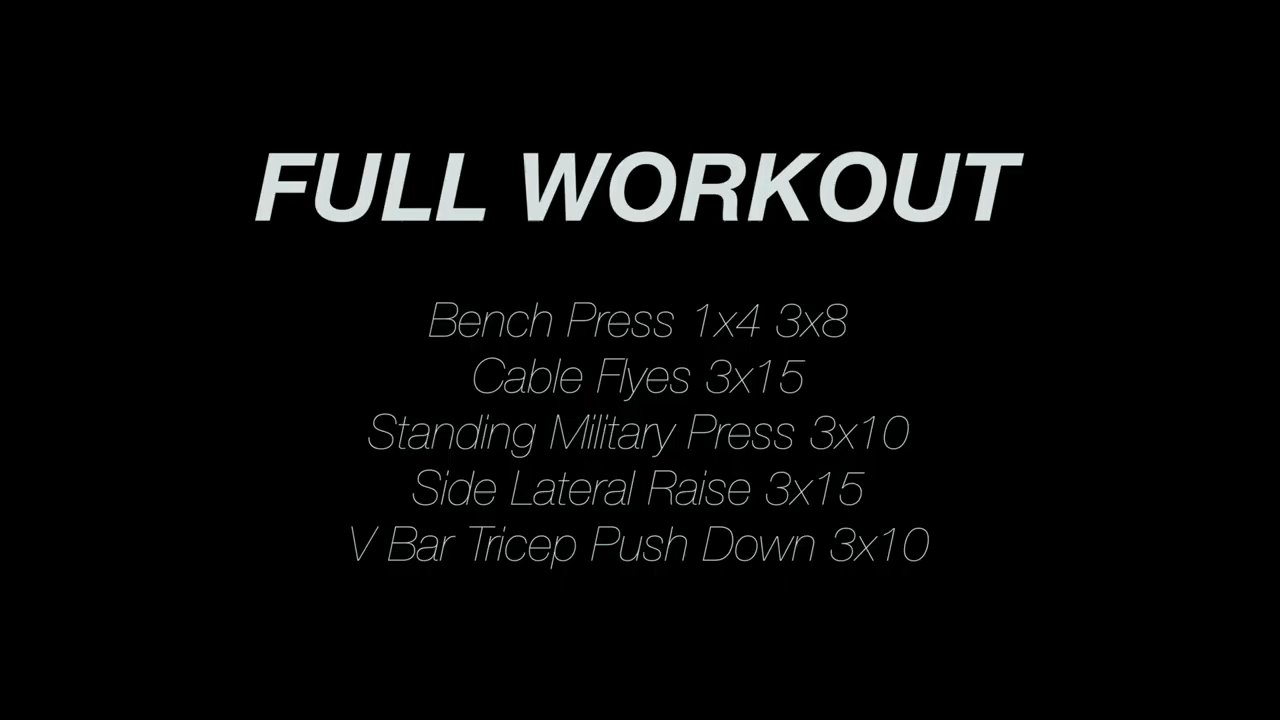 FULL WORKOUT
Bench Press 1x4 3x8
Cable Flyes 3x15
Standing Military Press 3x10
Side Lateral Raise 3x15
V Bar Tricep Push Down 3x10